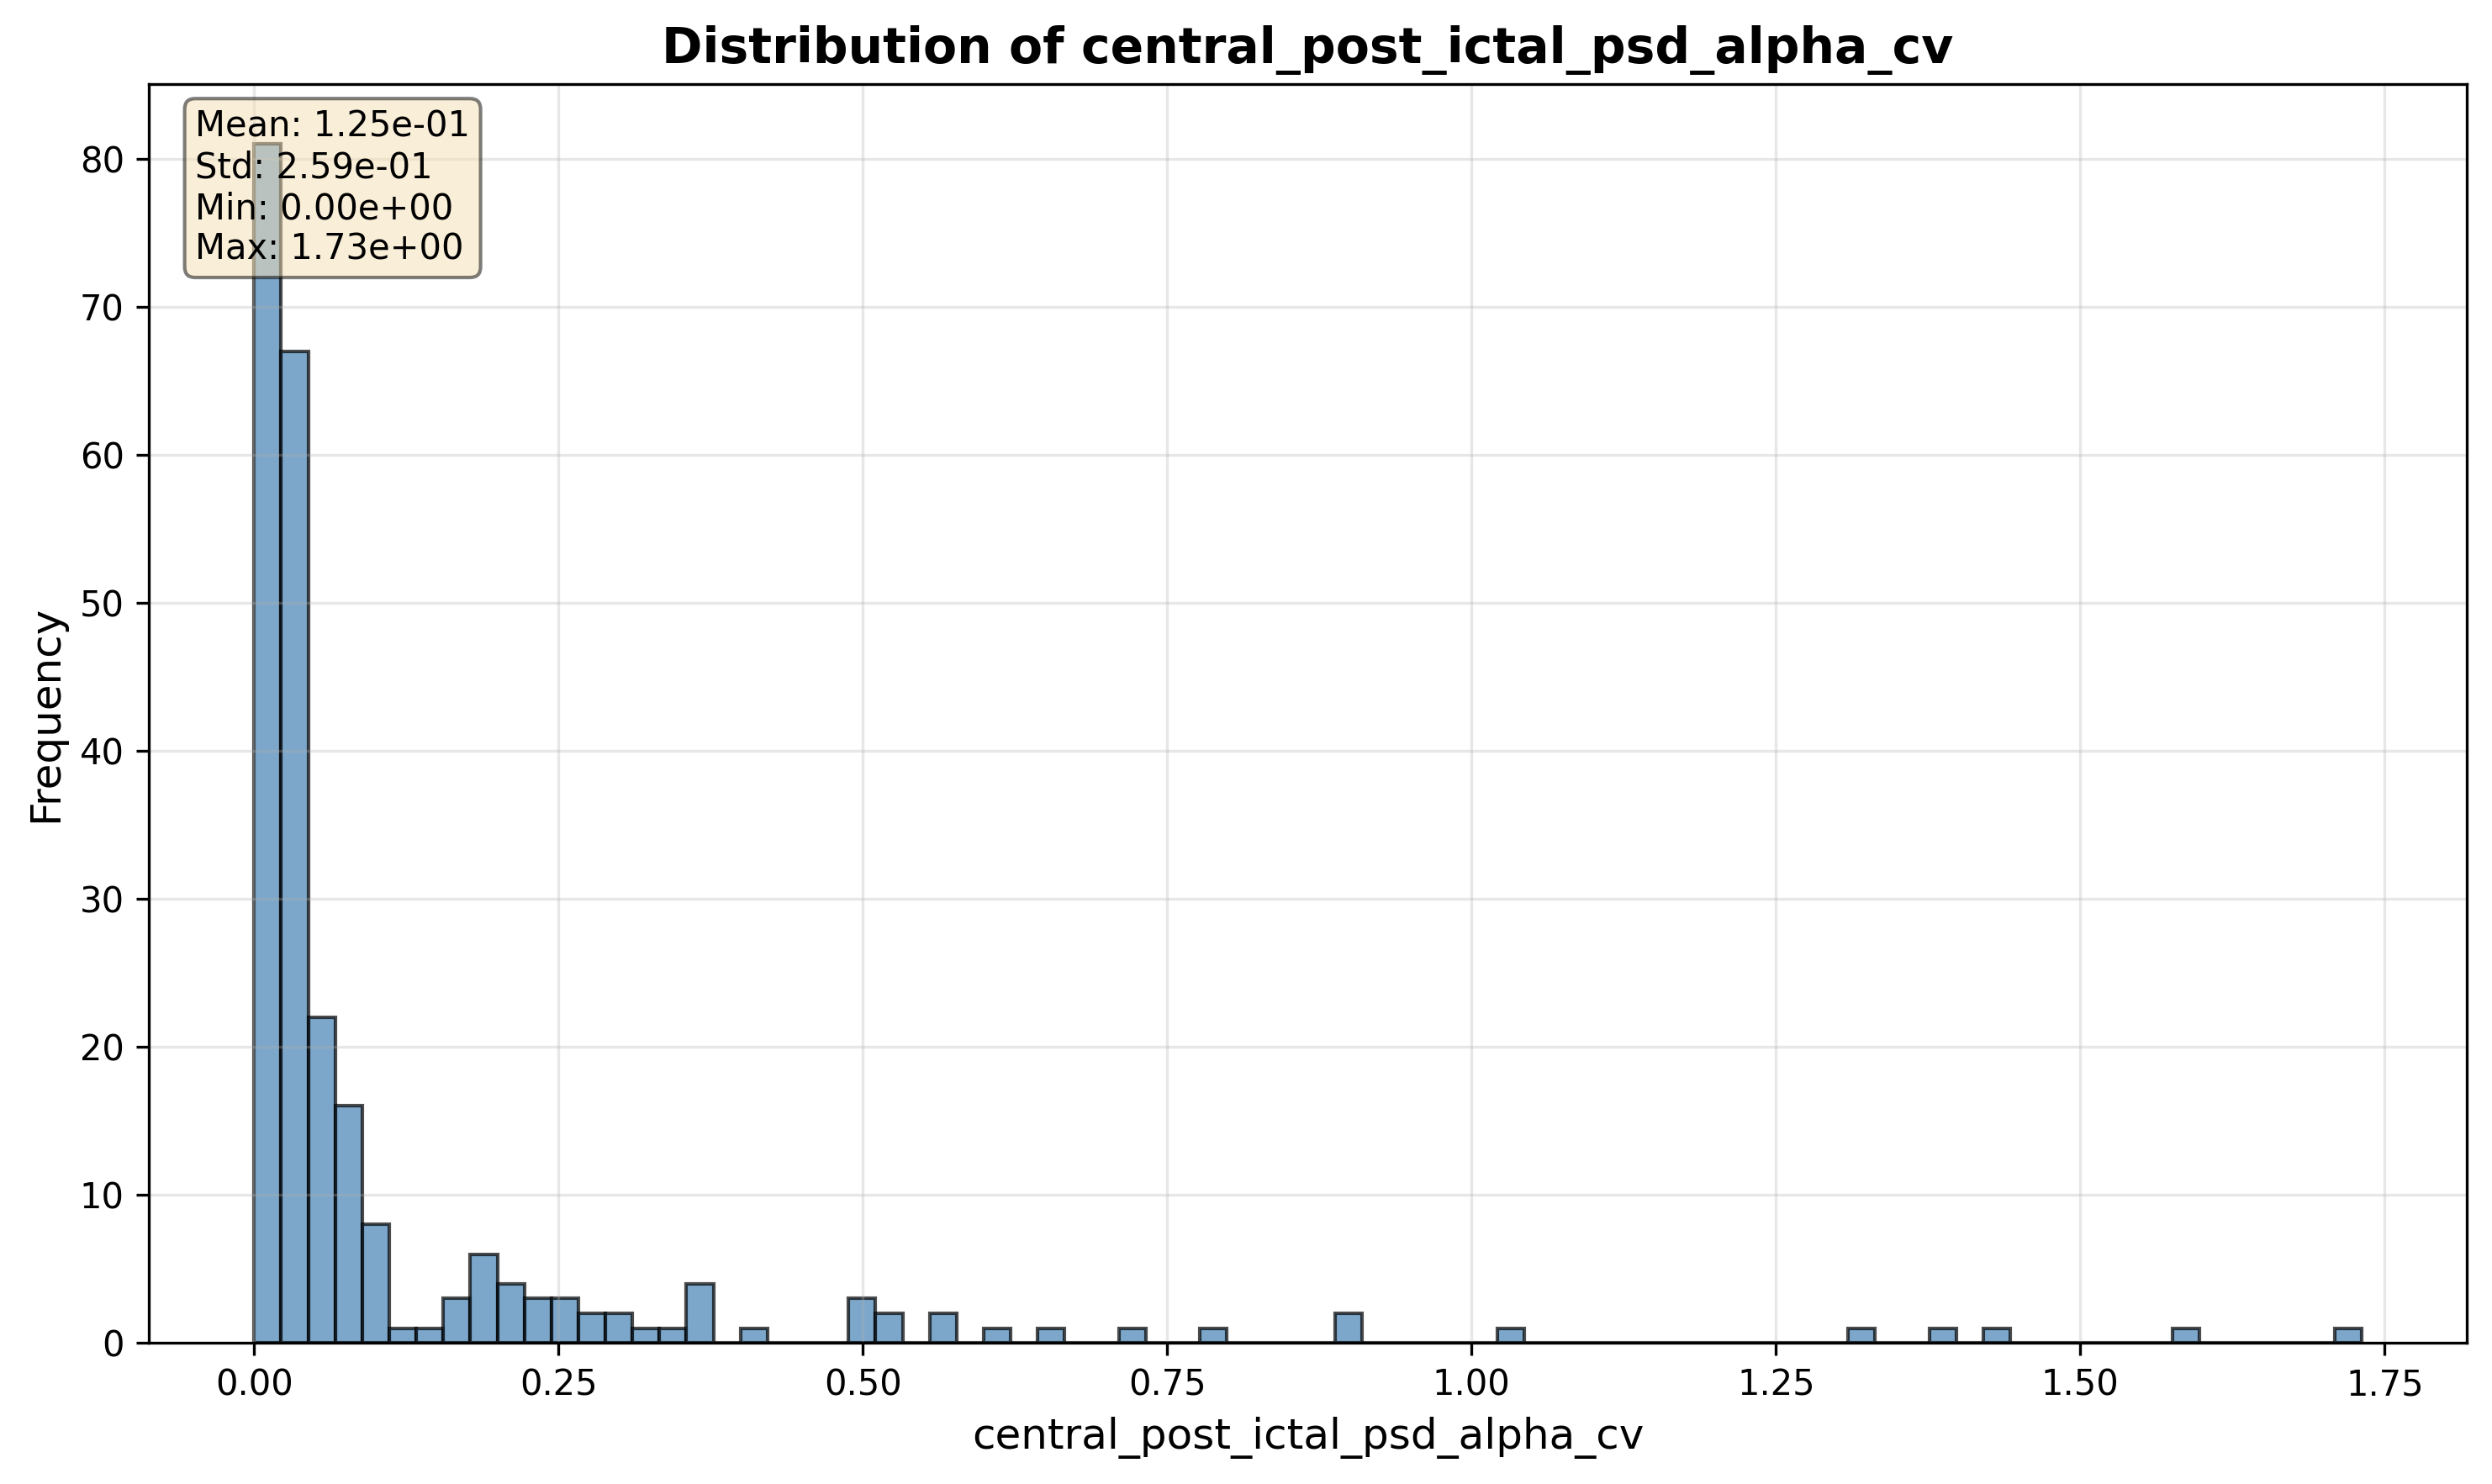 Distribution of central_post_ictal_psd_alpha_cv
Mean: 1.25e-01
Std: 2.59e-01
Min: 0.00e+00
Max: 1.73e+00
80
70
60
50
40
30
20
10
0
Frequency
0.00 0.25 0.50 0.75 1.00 1.25 1.50 1.75
central_post_ictal_psd_alpha_cv